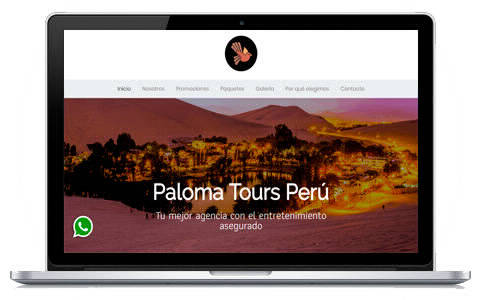 Inicio Nosotros Promociones Paquetes Galería Por qué elegirnos Contacto
Paloma Tours Perú
Tu mejor agencia con el entretenimiento
asegurado